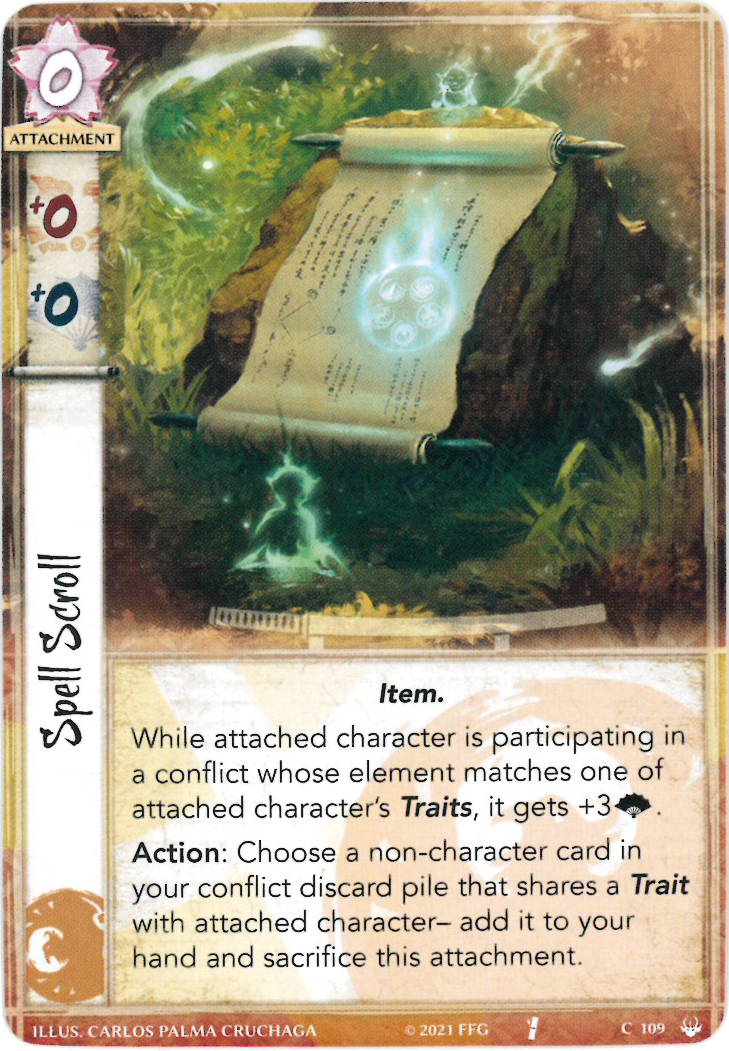 0
ATTACHMENT
+0
+0
Spell Scroll
Item.
While attached character is participating in
a conflict whose element matches one of
attached character's Traits, it gets +3 .
Action: Choose a non-character card in
your conflict discard pile that shares a Trait
with attached character– add it to your
hand and sacrifice this attachment.
ILLUS. CARLOS PALMA CRUCHAGA
© 2021 FFG
C 109